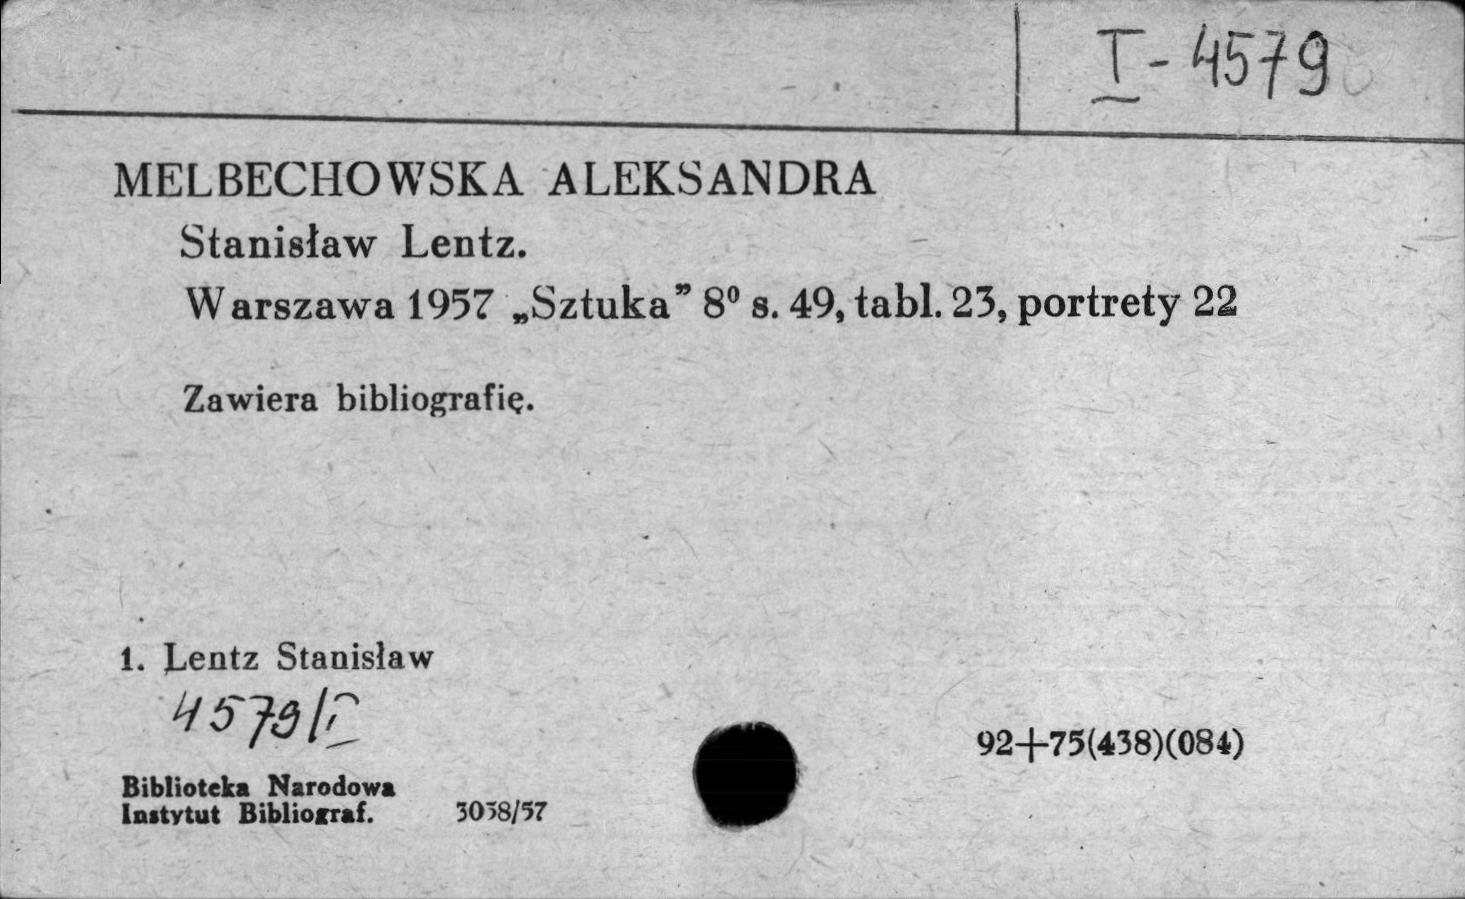 I-4579
MELBECHOWSKA ALEKSANDRA
Stanisław Lentz.
Warszawa 1957 „Sztuka” 8⁰ s. 49, tabl. 23, portrety 22
Zawiera bibliografię.
1. Lentz Stanisław
4579/I
92+75(438)(084)
Biblioteka Narodowa
Instytut Bibliograf. 3038/57